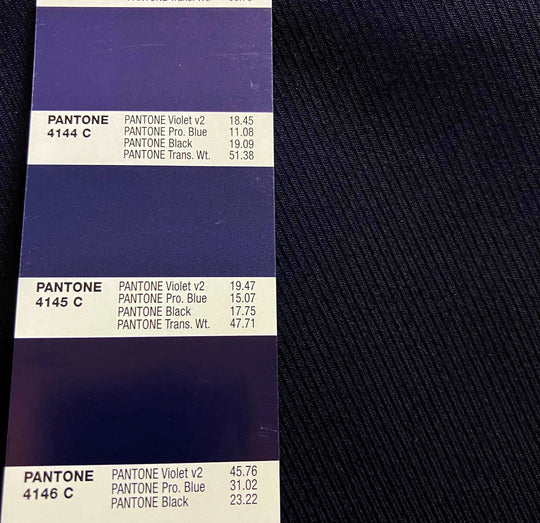 PANTONE
4144 C
PANTONE Violet v2 18.45
PANTONE Pro. Blue 11.08
PANTONE Black 19.09
PANTONE Trans. Wt. 51.38
PANTONE
4145 C
PANTONE Violet v2 19.47
PANTONE Pro. Blue 15.07
PANTONE Black 17.75
PANTONE Trans. Wt. 47.71
PANTONE
4146 C
PANTONE Violet v2 45.76
PANTONE Pro. Blue 31.02
PANTONE Black 23.22